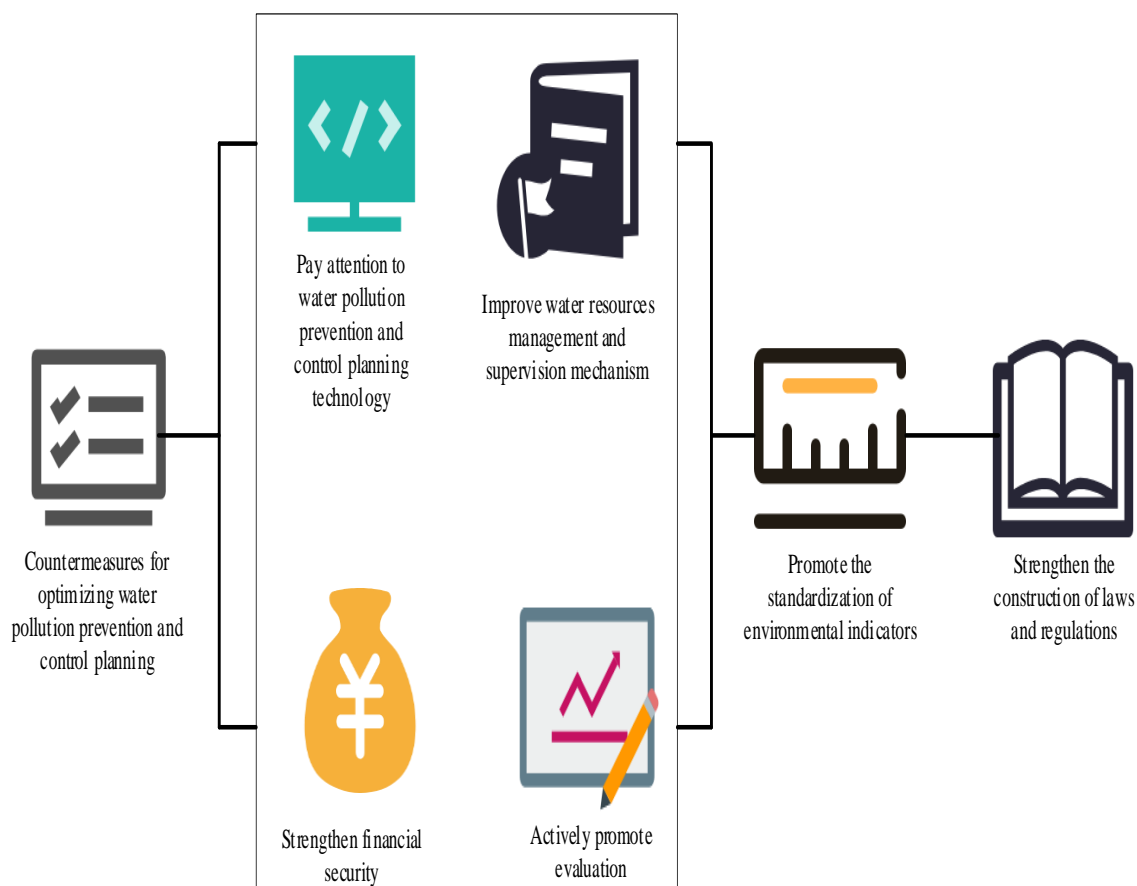 Pay attention to
water pollution
prevention and
control planning
technology
Improve water resources
management and
supervision mechanism
Countermeasures for
optimizing water
pollution prevention and
control planning
Promote the
standardization of
environmental indicators
Strengthen the
construction of laws
and regulations
Strengthen financial
security
Actively promote
evaluation